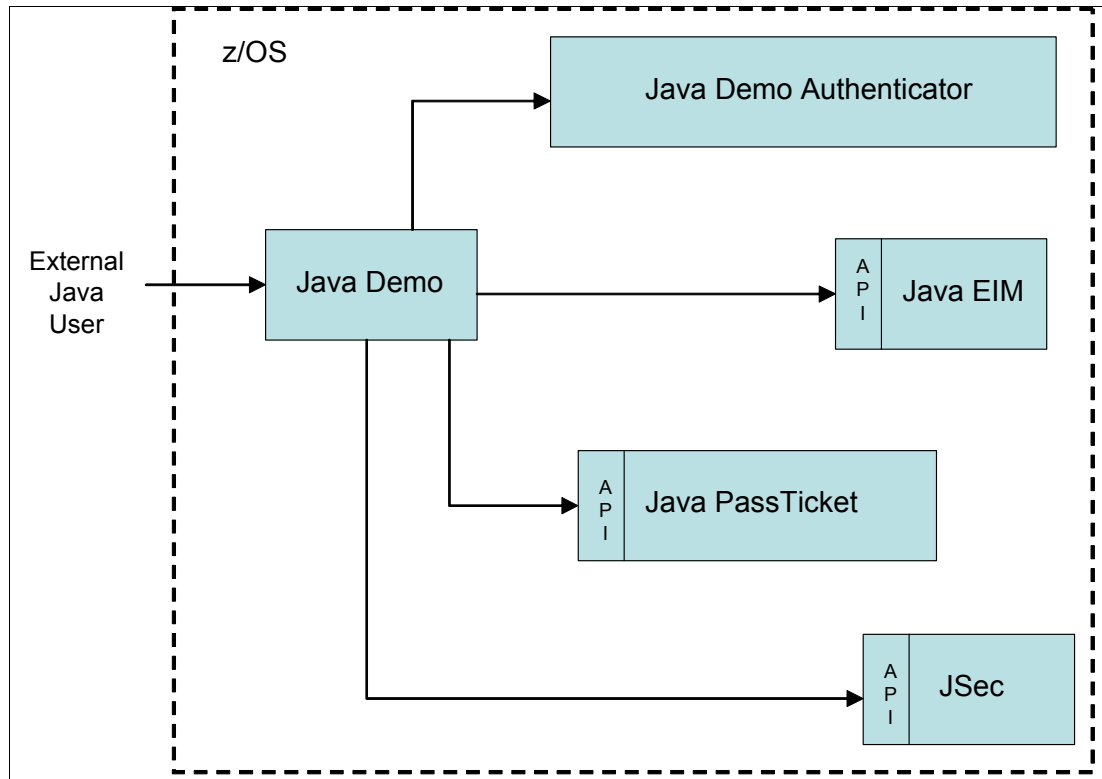 z/OS
Java Demo Authenticator
External
Java
User
Java Demo
A
P
I
Java EIM
A
P
I
Java PassTicket
A
P
I
JSec